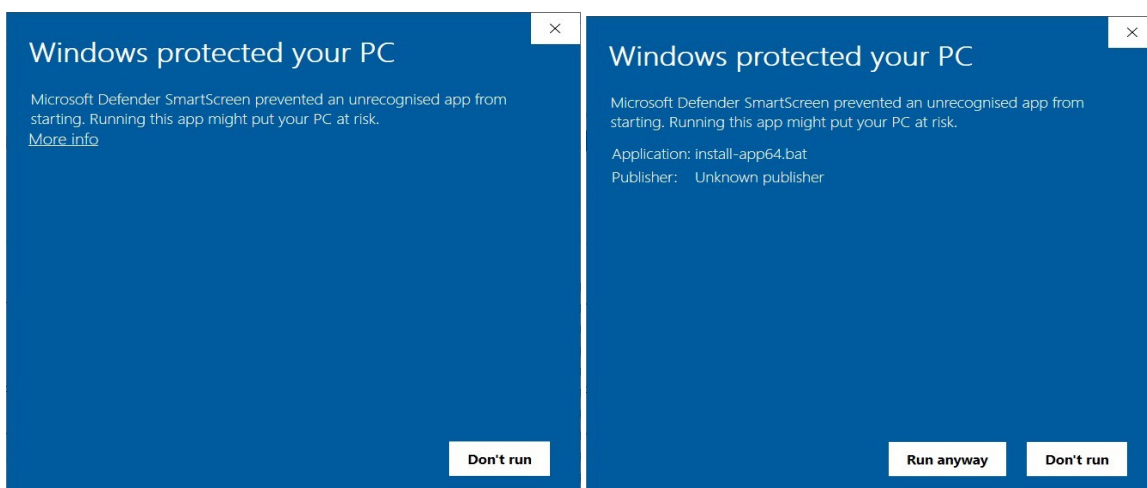 Windows protected your PC
Microsoft Defender SmartScreen prevented an unrecognised app from
starting. Running this app might put your PC at risk.
More info
Don't run
Windows protected your PC
Microsoft Defender SmartScreen prevented an unrecognised app from
starting. Running this app might put your PC at risk.
Application: install-app64.bat
Publisher: Unknown publisher
Run anyway
Don't run